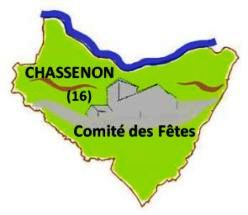 CHASSENON
(16)
Comité des Fêtes